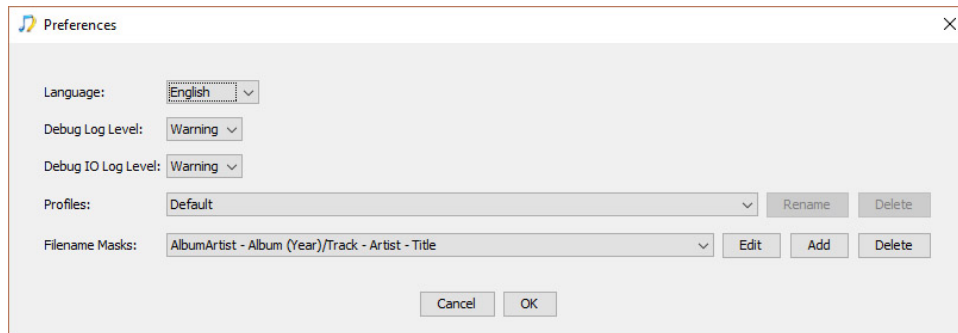 Preferences
Language: English
Debug Log Level: Warning
Debug IO Log Level: Warning
Profiles: Default Rename Delete
Filename Masks: AlbumArtist - Album (Year)/Track - Artist - Title Edit Add Delete
Cancel OK